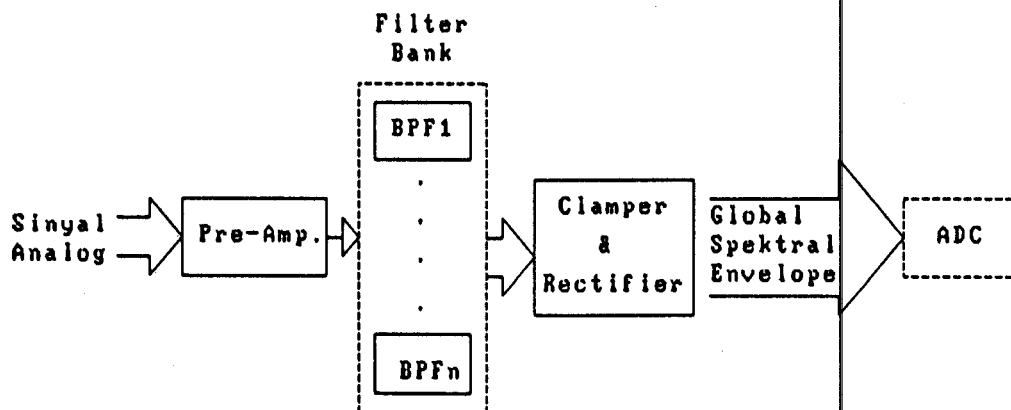 Filter
Bank
BPF1
Sinyal
Analog
Pre-Amp.
Clamper
&
Rectifier
Global
Spektral
Envelope
ADC
BPFn